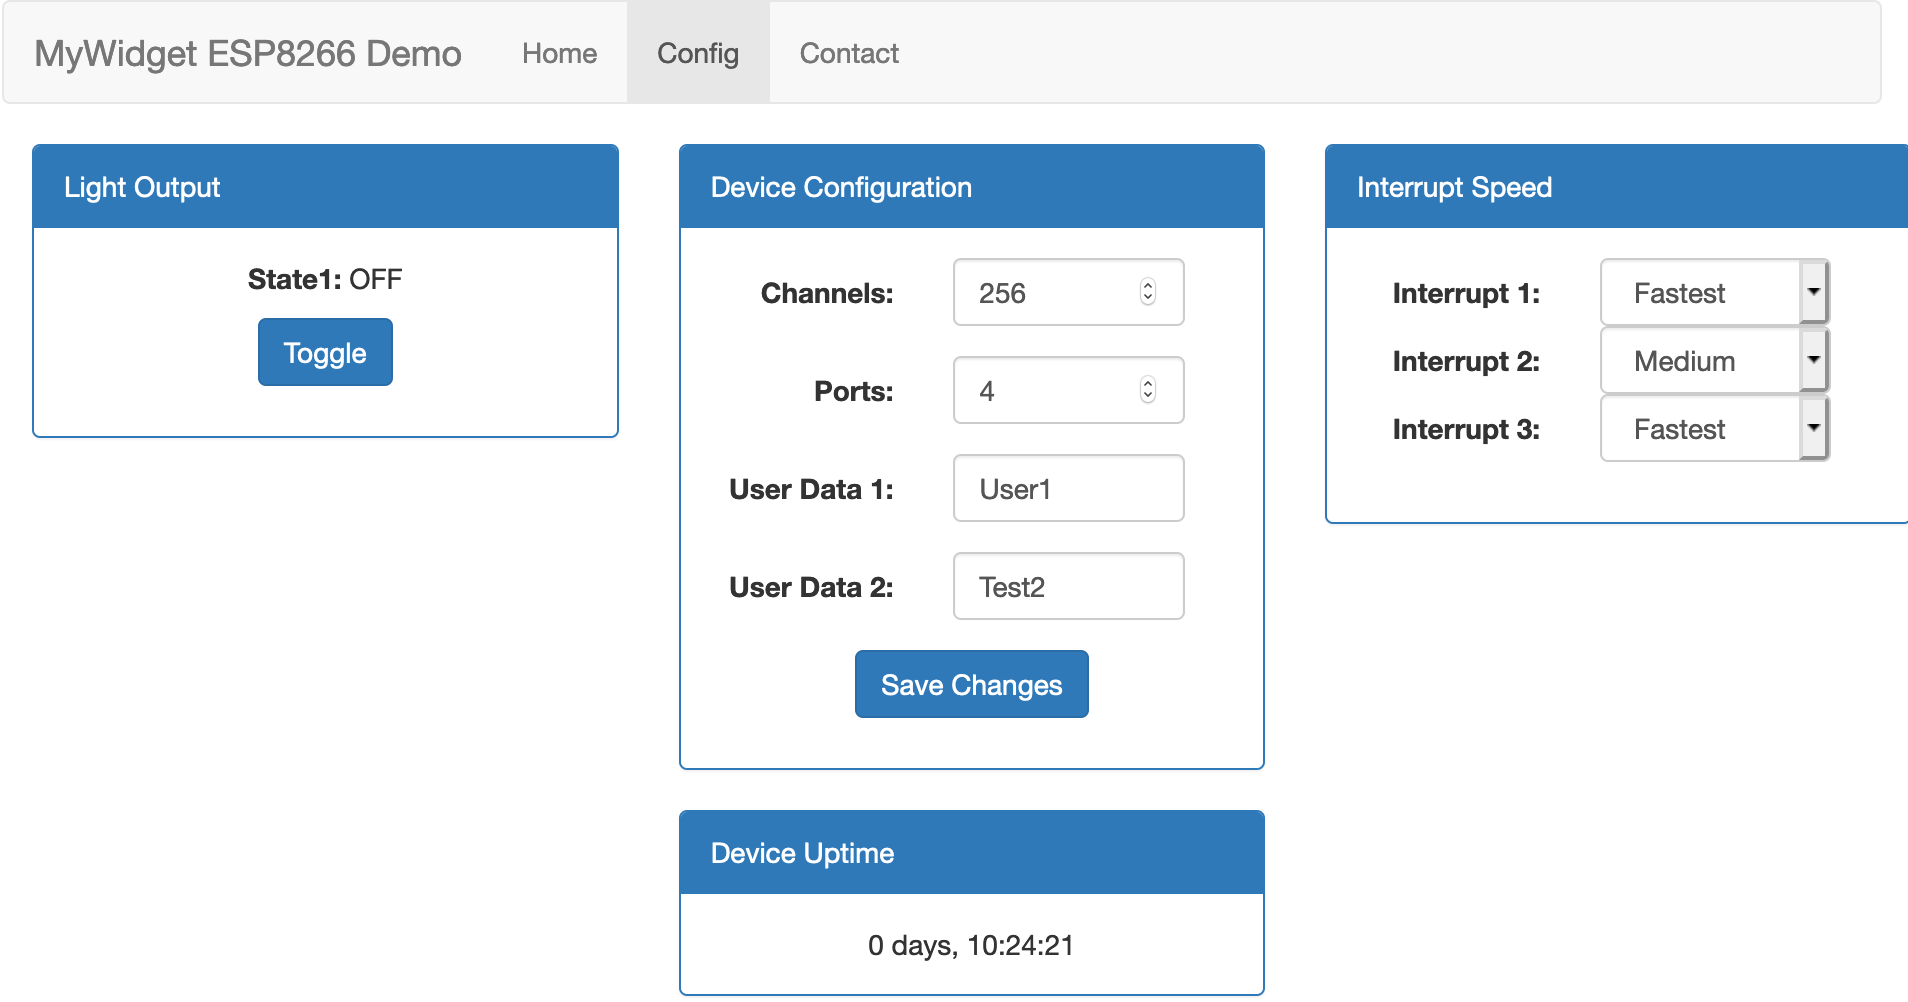 MyWidget ESP8266 Demo Home Config Contact
Light Output
State1: OFF
Toggle
Device Configuration
Channels: 256
Ports: 4
User Data 1: User1
User Data 2: Test2
Save Changes
Device Uptime
0 days, 10:24:21
Interrupt Speed
Interrupt 1: Fastest
Interrupt 2: Medium
Interrupt 3: Fastest